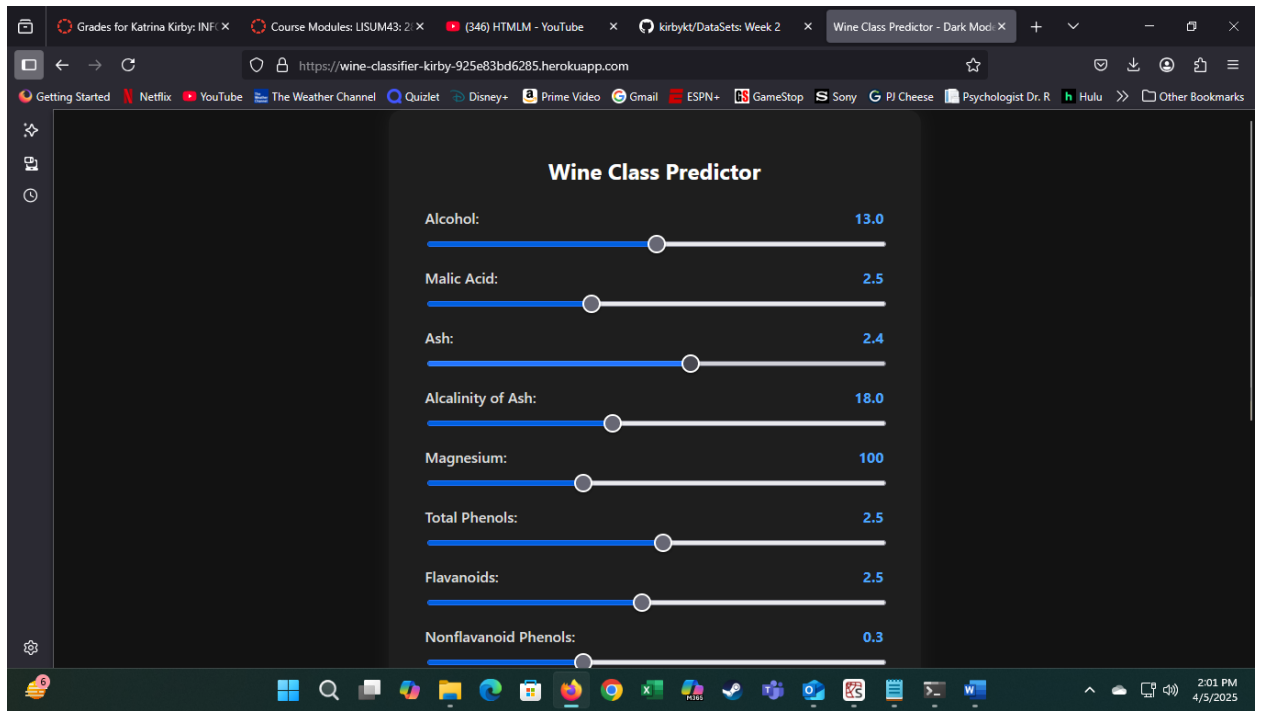 Grades for Katrina Kirby: INF
Course Modules: LISUM43: 2
(346) HTMLM - YouTube
kirbykt/DataSets: Week 2
Wine Class Predictor - Dark Mode
https://wine-classifier-kirby-925e83bd6285.herokuapp.com
Getting Started Netflix YouTube The Weather Channel Quizlet Disney+ Prime Video Gmail ESPN+ GameStop Sony PJ Cheese Psychologist Dr. R Hulu Other Bookmarks
Wine Class Predictor
Alcohol: 13.0
Malic Acid: 2.5
Ash: 2.4
Alcalinity of Ash: 18.0
Magnesium: 100
Total Phenols: 2.5
Flavanoids: 2.5
Nonflavanoid Phenols: 0.3
6
M365
2:01 PM
4/5/2025